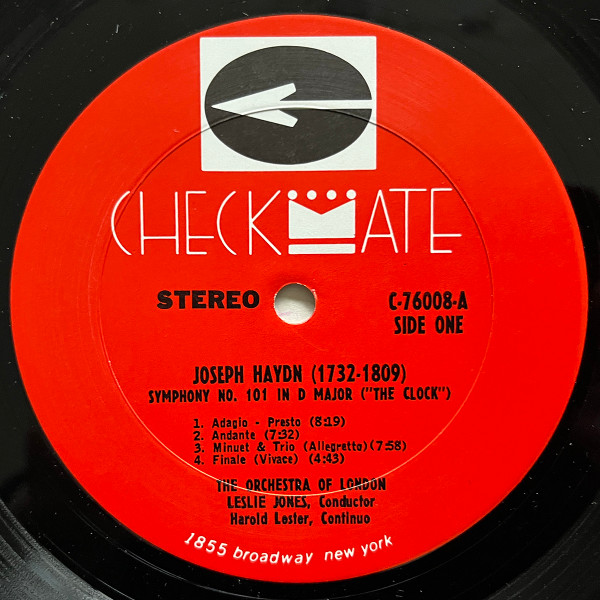 CHECKMATE
STEREO
C-76008-A
SIDE ONE
JOSEPH HAYDN (1732-1809)
SYMPHONY NO. 101 IN D MAJOR ("THE CLOCK")
1. Adagio - Presto (8:19)
2. Andante (7:32)
3. Minuet & Trio (Allegretto)(7:58)
4. Finale (Vivace) (4:43)
THE ORCHESTRA OF LONDON
LESLIE JONES, Conductor
Harold Lester, Continuo
1855 broadway new york